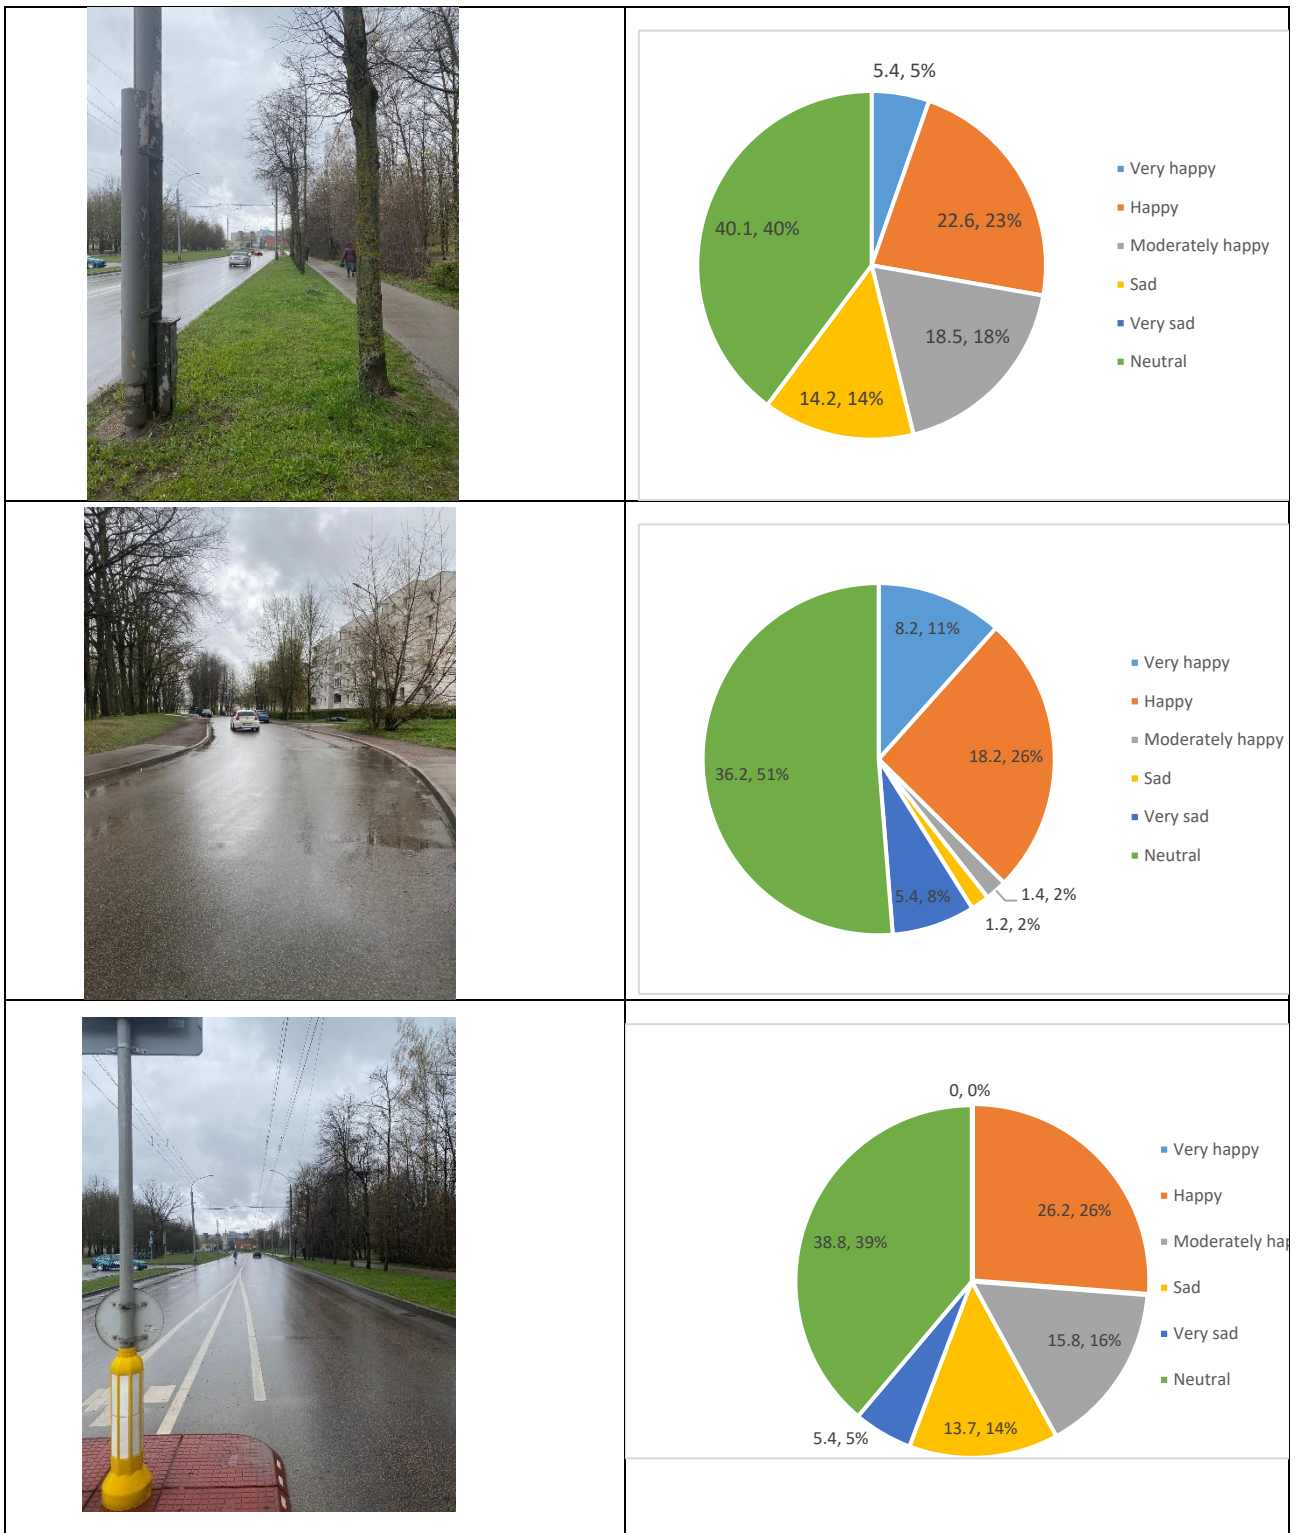 5.4, 5%
22.6, 23%
40.1, 40%
18.5, 18%
14.2, 14%
Very happy
Happy
Moderately happy
Sad
Very sad
Neutral
8.2, 11%
18.2, 26%
36.2, 51%
5.4, 8%
1.4, 2%
1.2, 2%
Very happy
Happy
Moderately happy
Sad
Very sad
Neutral
0, 0%
26.2, 26%
38.8, 39%
15.8, 16%
13.7, 14%
5.4, 5%
Very happy
Happy
Moderately hap
Sad
Very sad
Neutral